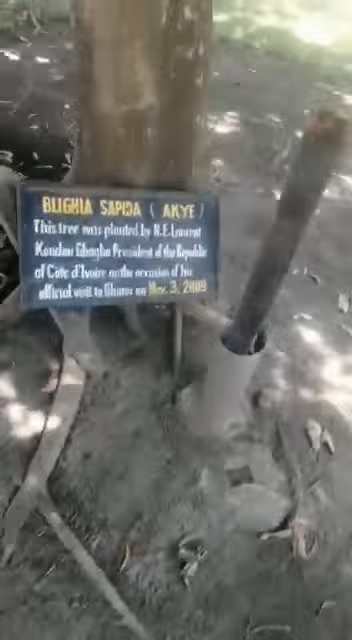 BLIGHIA SAPIDA ( AKYE )
This tree was planted by H.E. Laurent
Koudou Gbagbo President of the Republic
of Cote d'Ivoire on the occasion of his
official visit to Ghana on Nov. 3. 2009